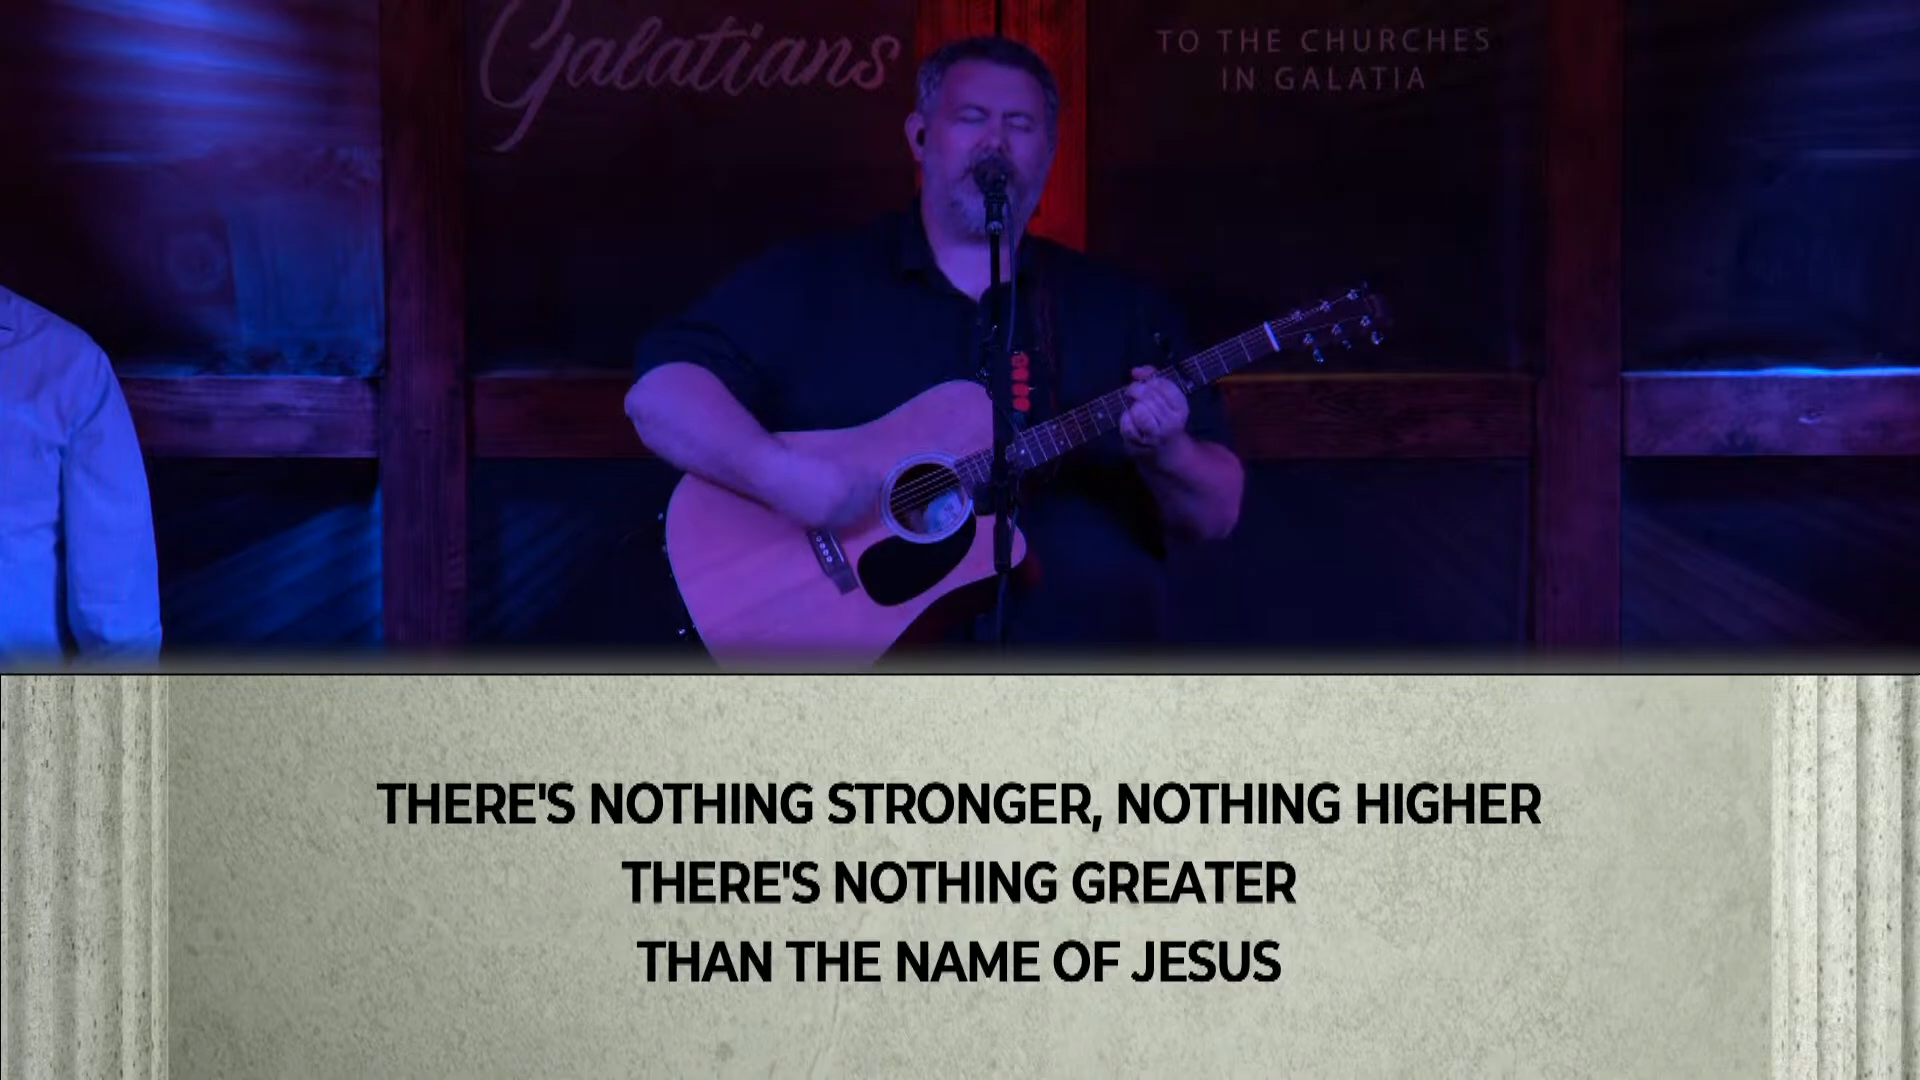 Galatians
TO THE CHURCHES
IN GALATIA
THERE'S NOTHING STRONGER, NOTHING HIGHER
THERE'S NOTHING GREATER
THAN THE NAME OF JESUS